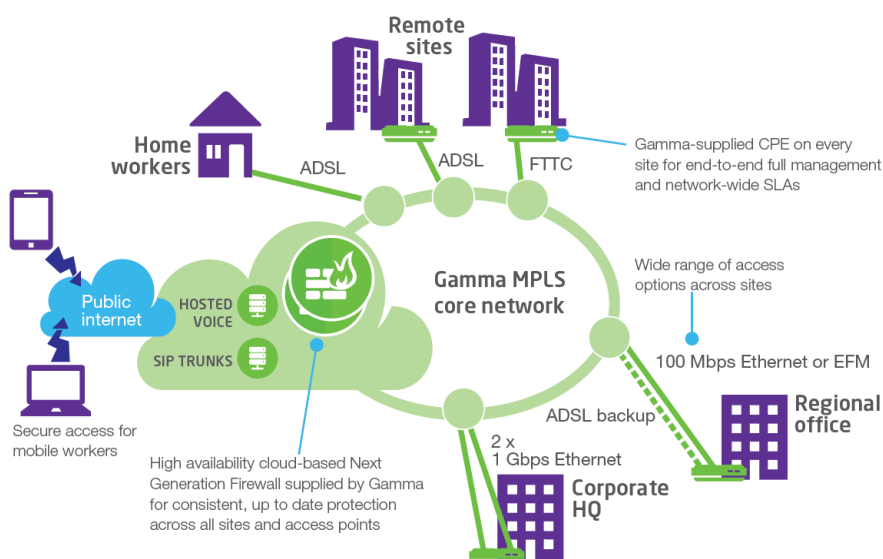 Remote
sites
Home
workers
ADSL
ADSL
FTTC
Gamma-supplied CPE on every
site for end-to-end full management
and network-wide SLAs
Public
internet
HOSTED
VOICE
SIP TRUNKS
Gamma MPLS
core network
Wide range of access
options across sites
100 Mbps Ethernet or EFM
ADSL backup
Regional
office
Secure access for
mobile workers
High availability cloud-based Next
Generation Firewall supplied by Gamma
for consistent, up to date protection
across all sites and access points
2 x
1 Gbps Ethernet
Corporate
HQ